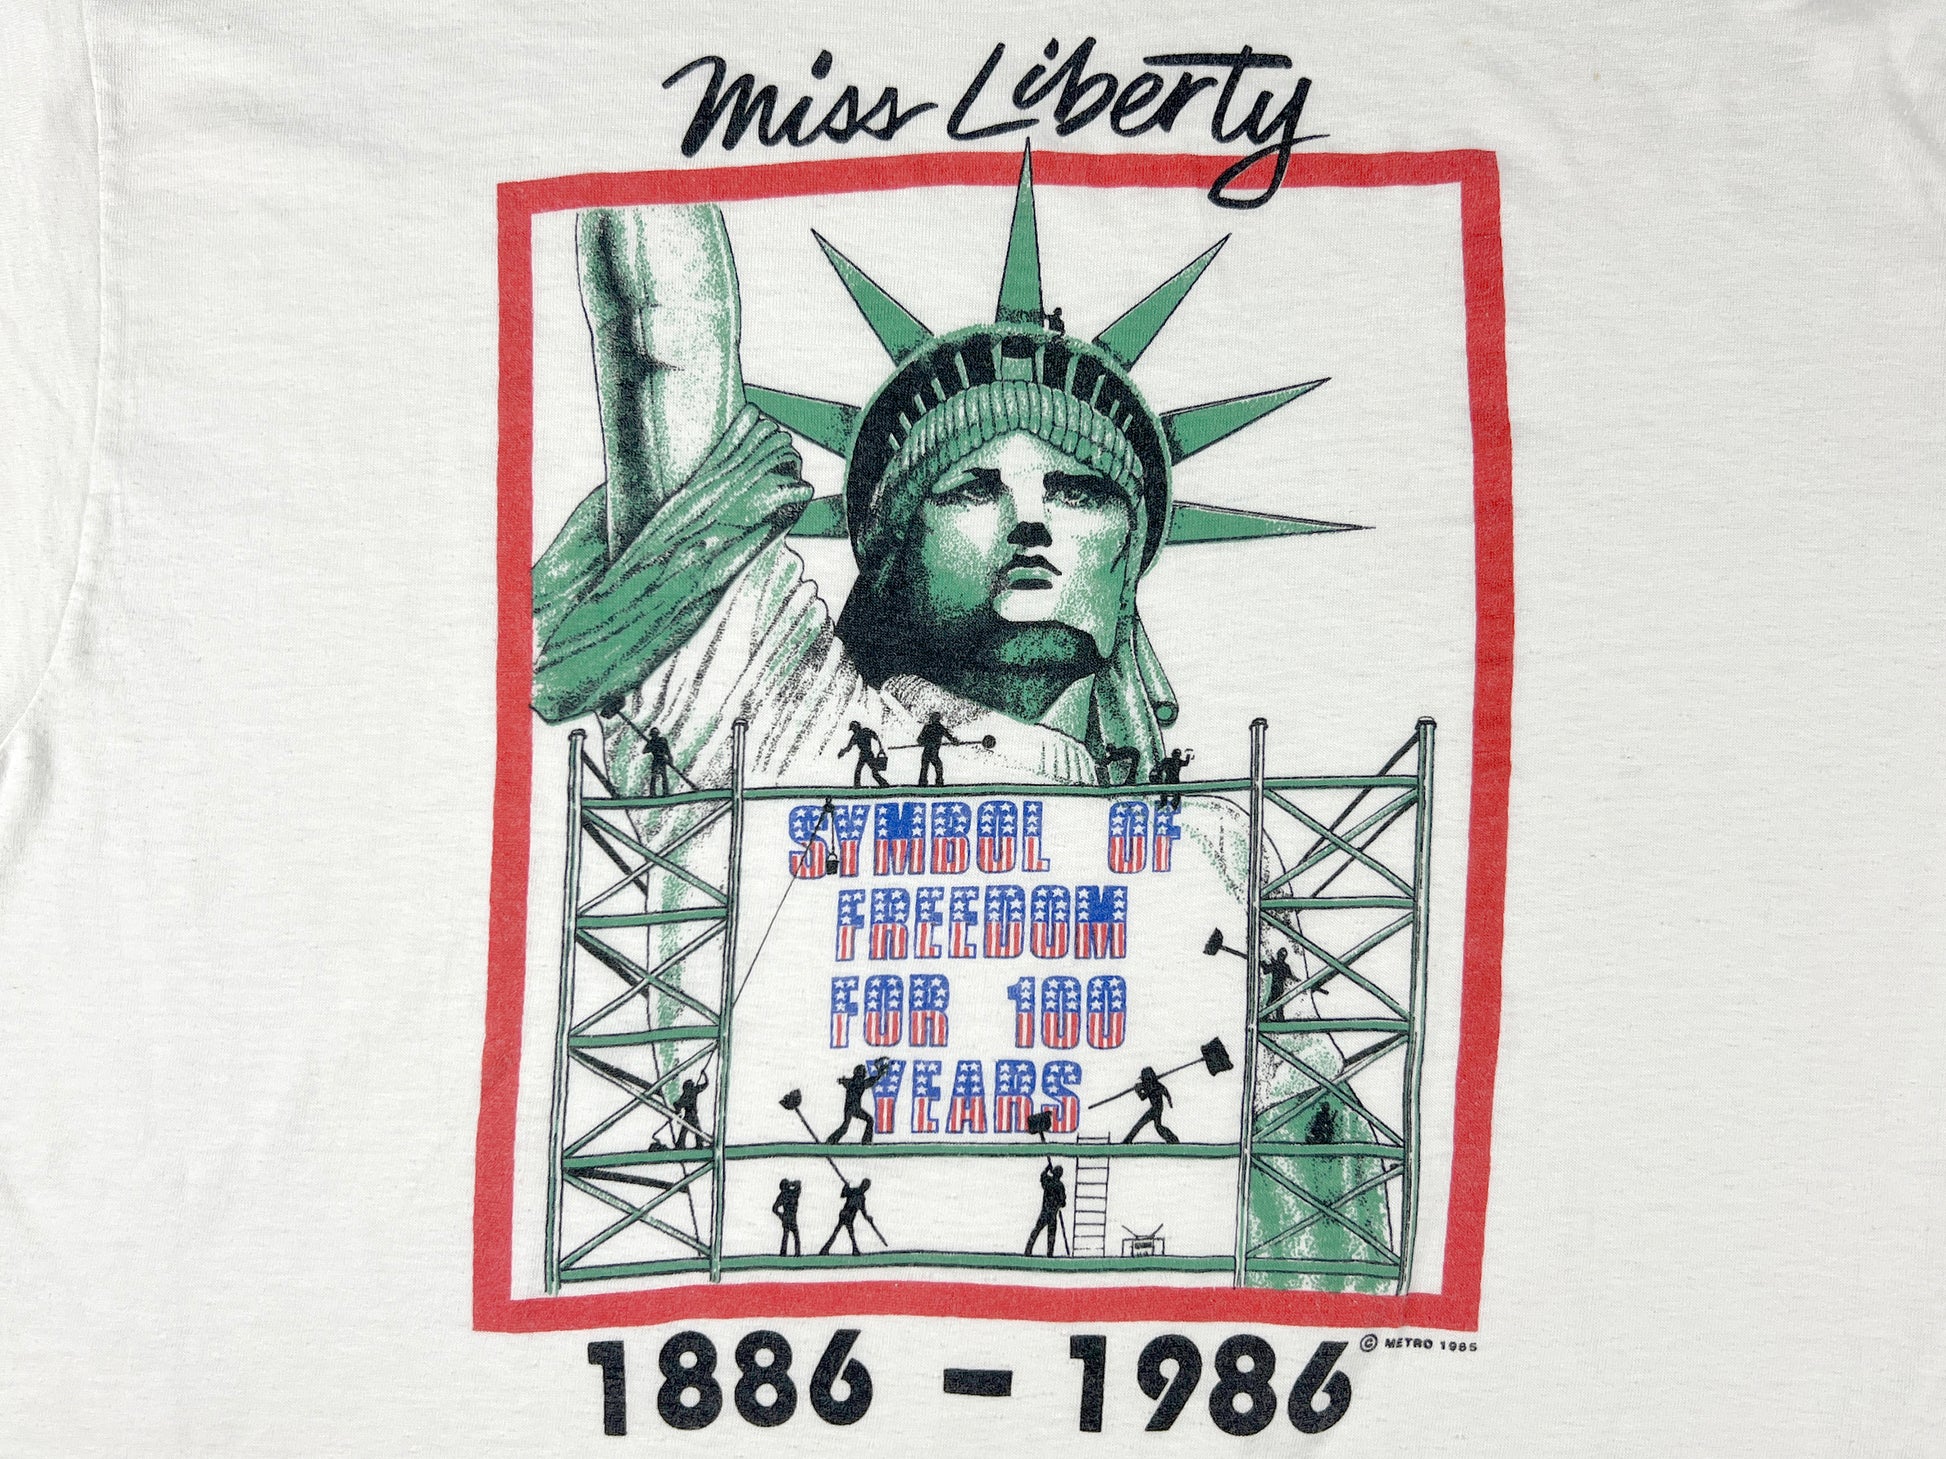 Miss Liberty
SYMBOL OF
FREEDOM
FOR 100
YEARS
1886 - 1986
© METRO 1985